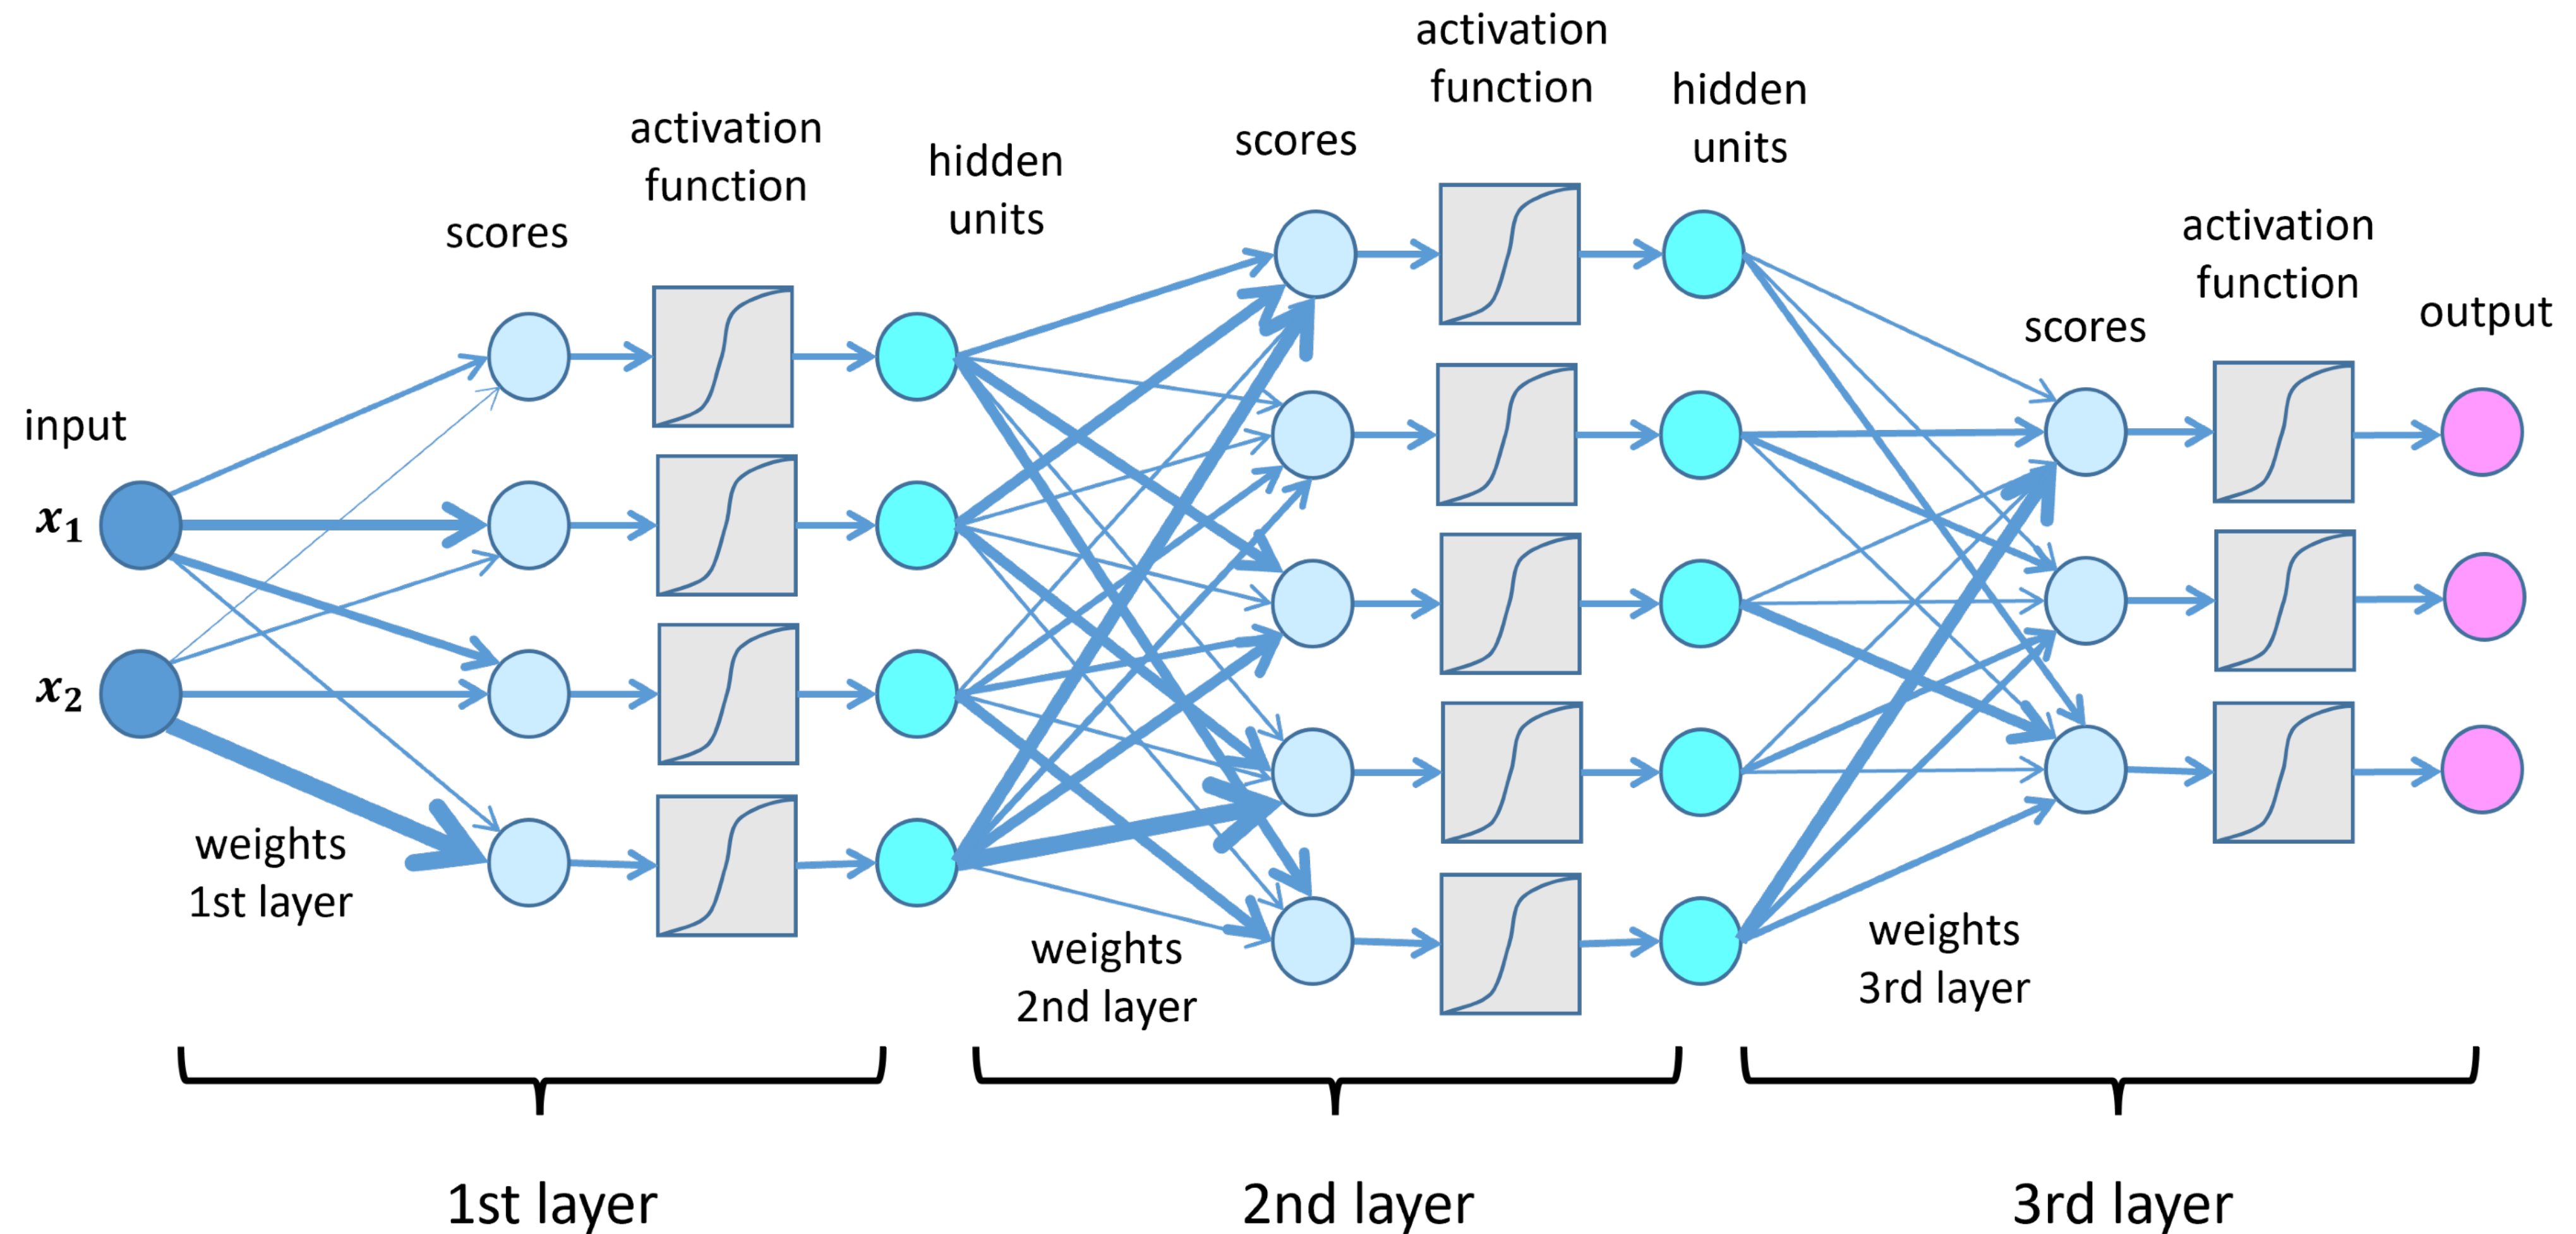 input
x1
x2
weights
1st layer
scores
activation
function
hidden
units
weights
2nd layer
scores
activation
function
hidden
units
weights
3rd layer
scores
activation
function
output
1st layer
2nd layer
3rd layer